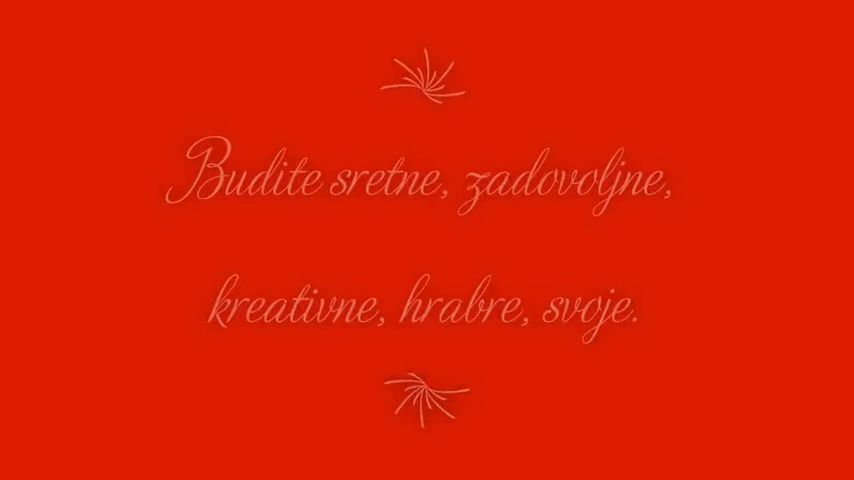 Budite sretne, zadovoljne,
kreativne, hrabre, svoje.